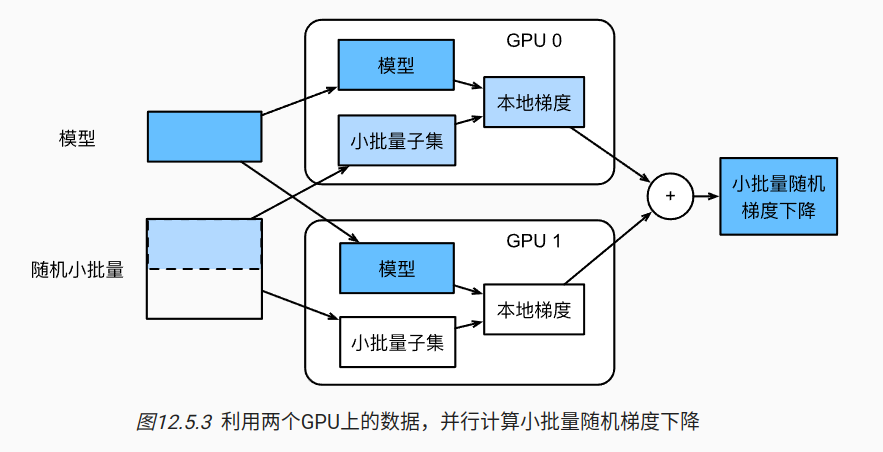 模型
随机小批量
GPU 0
模型
小批量子集
本地梯度
GPU 1
模型
小批量子集
本地梯度
+
小批量随机
梯度下降
图12.5.3 利用两个GPU上的数据，并行计算小批量随机梯度下降